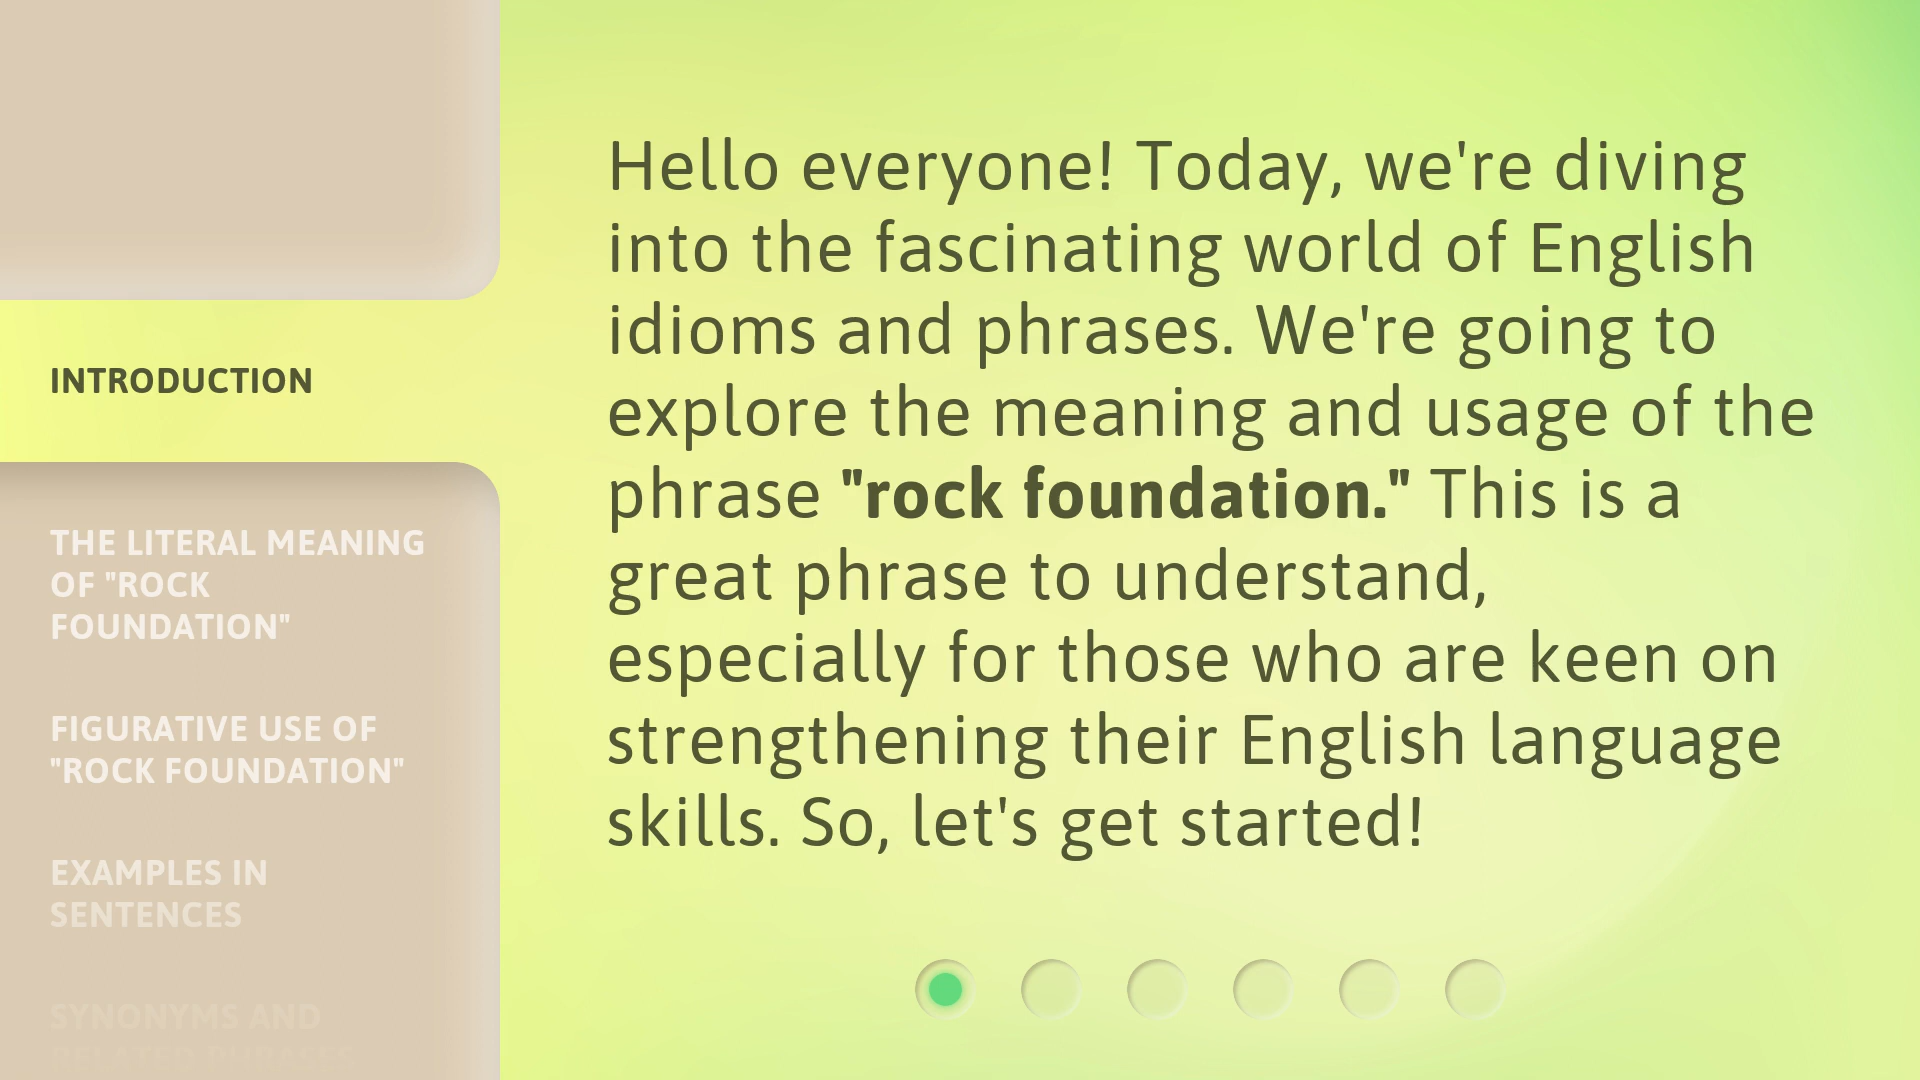 INTRODUCTION
THE LITERAL MEANING
OF "ROCK
FOUNDATION"
FIGURATIVE USE OF
"ROCK FOUNDATION"
EXAMPLES IN
SENTENCES
SYNONYMS AND
RELATED PHRASES
Hello everyone! Today, we're diving
into the fascinating world of English
idioms and phrases. We're going to
explore the meaning and usage of the
phrase "rock foundation." This is a
great phrase to understand,
especially for those who are keen on
strengthening their English language
skills. So, let's get started!